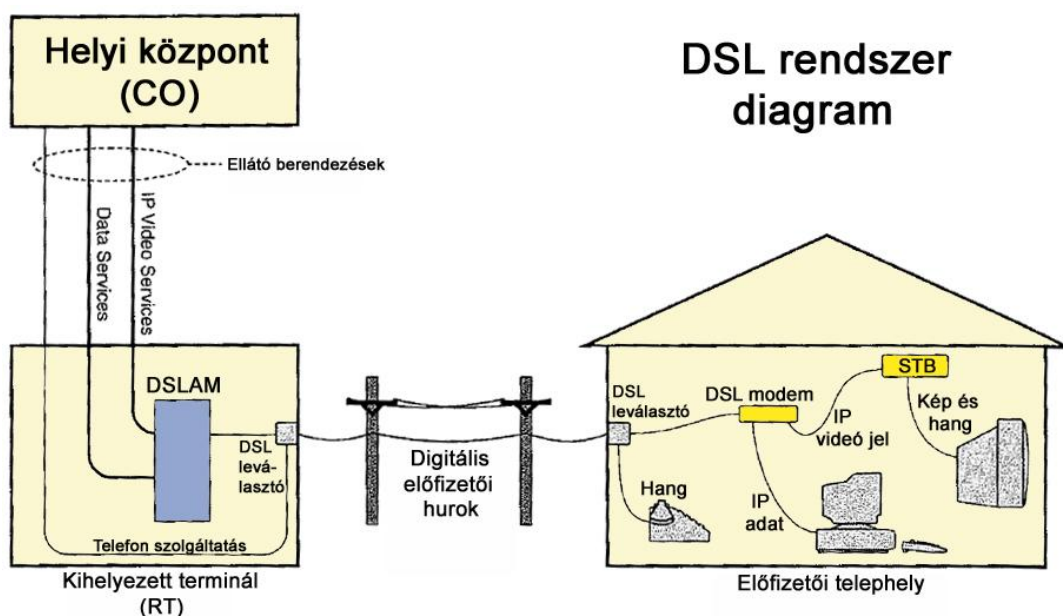 Helyi központ
(CO)
DSL rendszer
diagram
Ellátó berendezések
Data Services
IP Video Services
DSLAM
DSL
levá-
lasztó
Telefon szolgáltatás
Kihelyezett terminál
(RT)
Digitális
előfizetői
hurok
DSL
leválasztó
DSL modem
STB
IP
videó jel
Kép és
hang
Hang
IP
adat
Előfizetői telephely